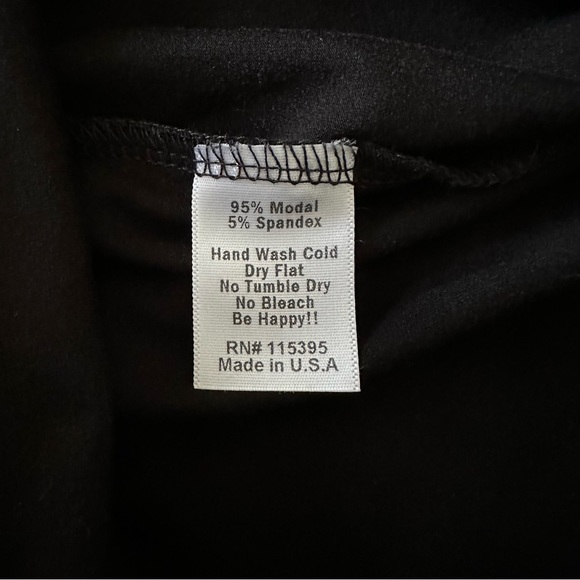 95% Modal
5% Spandex
Hand Wash Cold
Dry Flat
No Tumble Dry
No Bleach
Be Happy!!
RN# 115395
Made in U.S.A